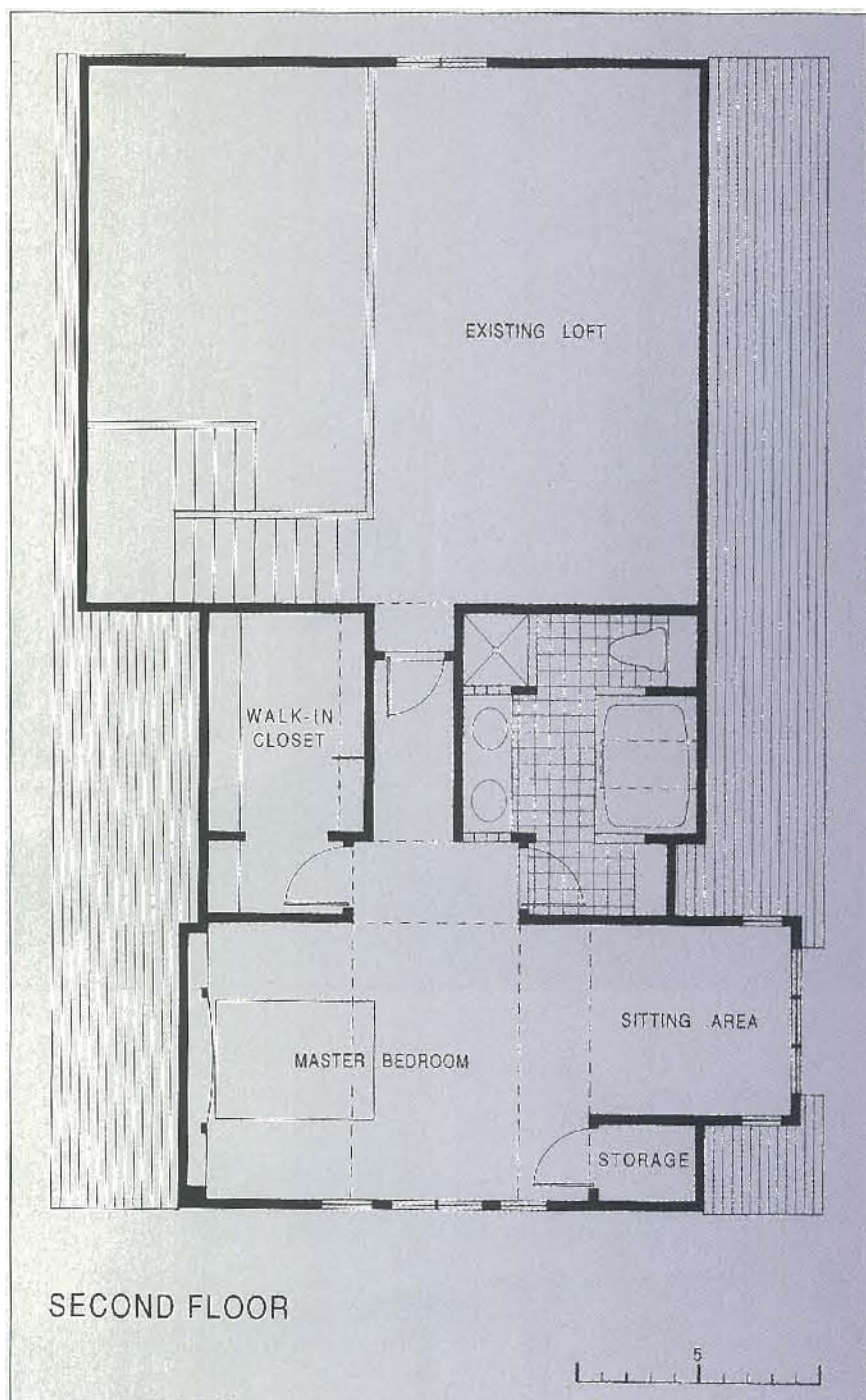 EXISTING LOFT
WALK-IN
CLOSET
SITTING AREA
MASTER BEDROOM
STORAGE
SECOND FLOOR
5